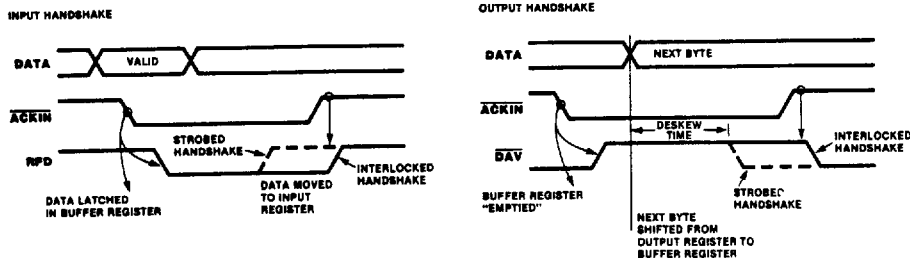 INPUT HANDSHAKE
DATA
VALID
ACKIN
STROBED
HANDSHAKE
RFD
DATA LATCHED
IN BUFFER REGISTER
DATA MOVED
TO INPUT
REGISTER
INTERLOCKED
HANDSHAKE
OUTPUT HANDSHAKE
DATA
NEXT BYTE
ACKIN
DESKEW
TIME
DAV
INTERLOCKED
HANDSHAKE
BUFFER REGISTER
"EMPTIED"
STROBED
HANDSHAKE
NEXT BYTE
SHIFTED FROM
OUTPUT REGISTER TO
BUFFER REGISTER